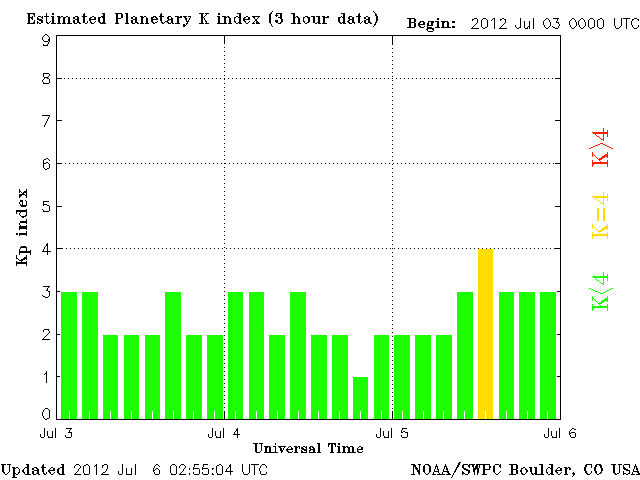 Estimated Planetary K index (3 hour data) Begin: 2012 Jul 03 0000 UTC
9
8
7
6
5
4
3
2
1
0
Kp index
K>4
K=4
K<4
Jul 3 Jul 4 Jul 5 Jul 6
Universal Time
Updated 2012 Jul 6 02:55:04 UTC NOAA/SWPC Boulder, CO USA